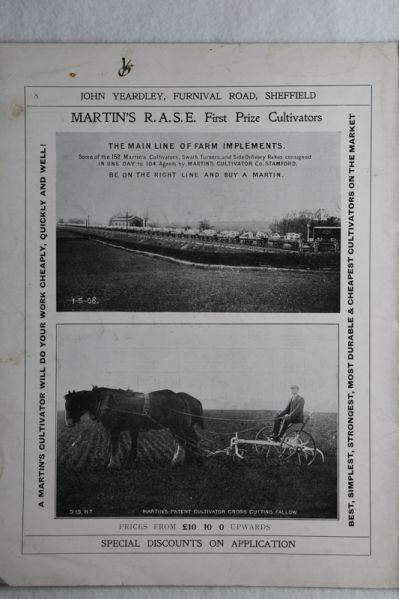 8
JOHN YEARDLEY, FURNIVAL ROAD, SHEFFIELD
MARTIN'S R.A.S.E. First Prize Cultivators
THE MAIN LINE OF FARM IMPLEMENTS.
Some of the 152 Martin's Cultivators, Swath Turners, and Side Delivery Rakes consigned
IN ONE DAY to 104 Agents by MARTIN'S CULTIVATOR Co. STAMFORD.
BE ON THE RIGHT LINE AND BUY A MARTIN.
1-5-06.
A MARTIN'S CULTIVATOR WILL DO YOUR WORK CHEAPLY, QUICKLY AND WELL!
BEST, SIMPLEST, STRONGEST, MOST DURABLE & CHEAPEST CULTIVATORS ON THE MARKET
MARTIN'S PATENT CULTIVATOR CROSS CUTTING FALLOW.
PRICES FROM £10 10 0 UPWARDS
SPECIAL DISCOUNTS ON APPLICATION